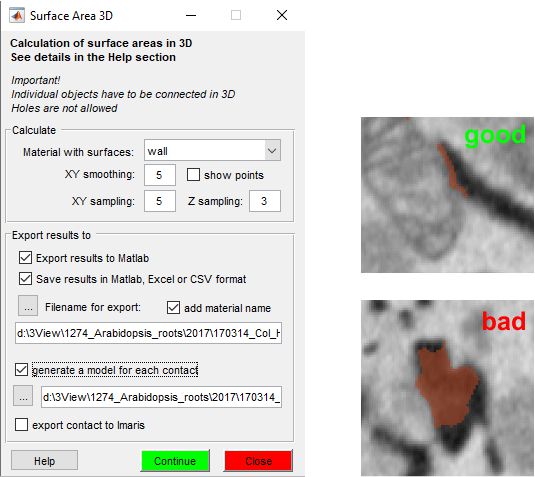 Surface Area 3D
Calculation of surface areas in 3D
See details in the Help section
Important!
Individual objects have to be connected in 3D
Holes are not allowed
Calculate
Material with surfaces: wall
XY smoothing: 5 show points
XY sampling: 5 Z sampling: 3
Export results to
Export results to Matlab
Save results in Matlab, Excel or CSV format
... Filename for export: add material name
d:\3View\1274_Arabidopsis_roots\2017\170314_Col_H
generate a model for each contact
... d:\3View\1274_Arabidopsis_roots\2017\170314_
export contact to Imaris
Help Continue Close
good
bad